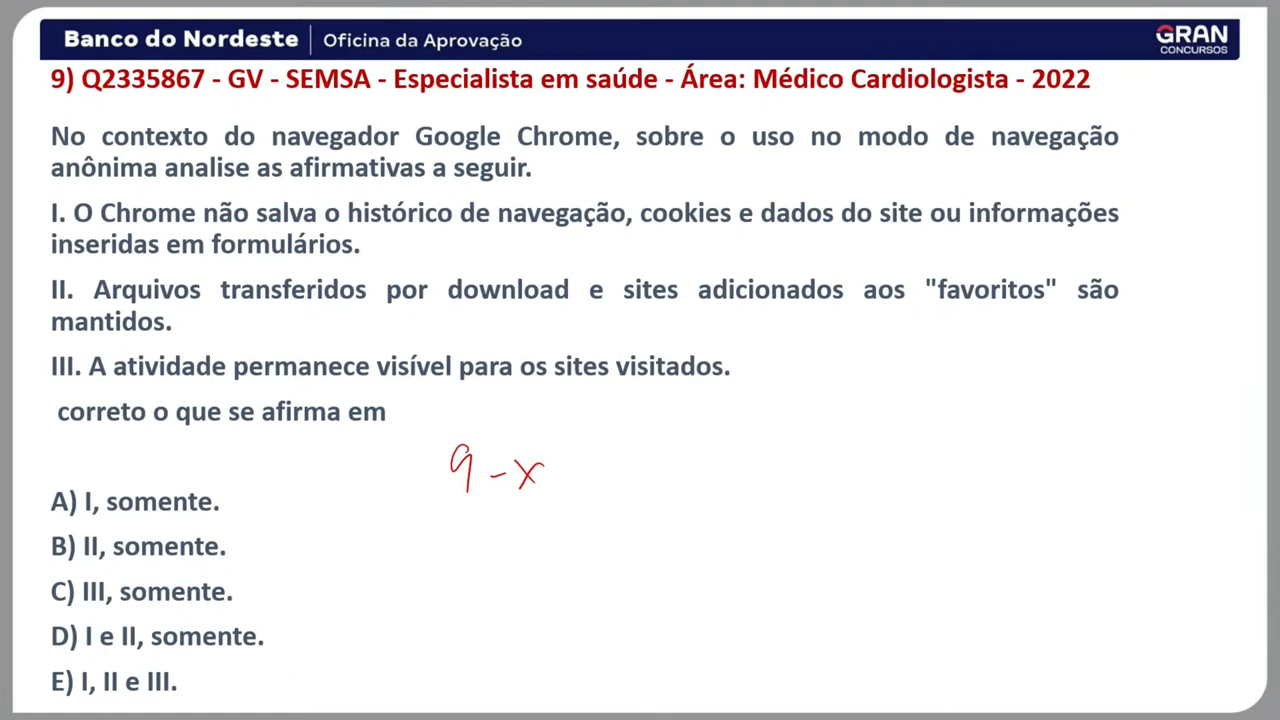 Banco do Nordeste | Oficina da Aprovação
GRAN
CONCURSOS
9) Q2335867 - GV - SEMSA - Especialista em saúde - Área: Médico Cardiologista - 2022
No contexto do navegador Google Chrome, sobre o uso no modo de navegação
anônima analise as afirmativas a seguir.
I. O Chrome não salva o histórico de navegação, cookies e dados do site ou informações
inseridas em formulários.
II. Arquivos transferidos por download e sites adicionados aos "favoritos" são
mantidos.
III. A atividade permanece visível para os sites visitados.
correto o que se afirma em
9 - x
A) I, somente.
B) II, somente.
C) III, somente.
D) I e II, somente.
E) I, II e III.